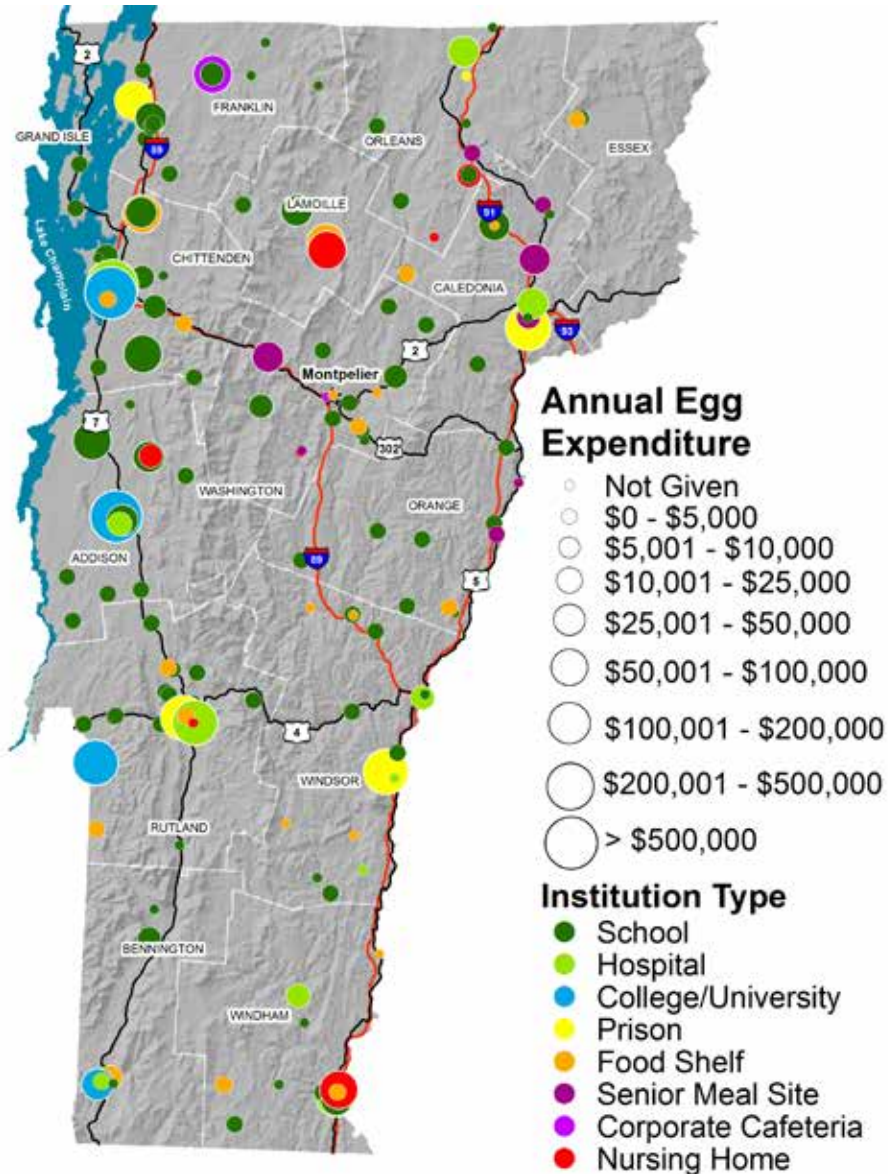 2
FRANKLIN
GRAND ISLE
89
ORLEANS
ESSEX
LAMOILLE
91
Lake Champlain
CHITTENDEN
CALEDONIA
93
2
Montpelier
7
302
WASHINGTON
ORANGE
ADDISON
89
5
4
WINDSOR
RUTLAND
BENNINGTON
WINDHAM
Annual Egg
Expenditure
Not Given
$0 - $5,000
$5,001 - $10,000
$10,001 - $25,000
$25,001 - $50,000
$50,001 - $100,000
$100,001 - $200,000
$200,001 - $500,000
> $500,000
Institution Type
School
Hospital
College/University
Prison
Food Shelf
Senior Meal Site
Corporate Cafeteria
Nursing Home